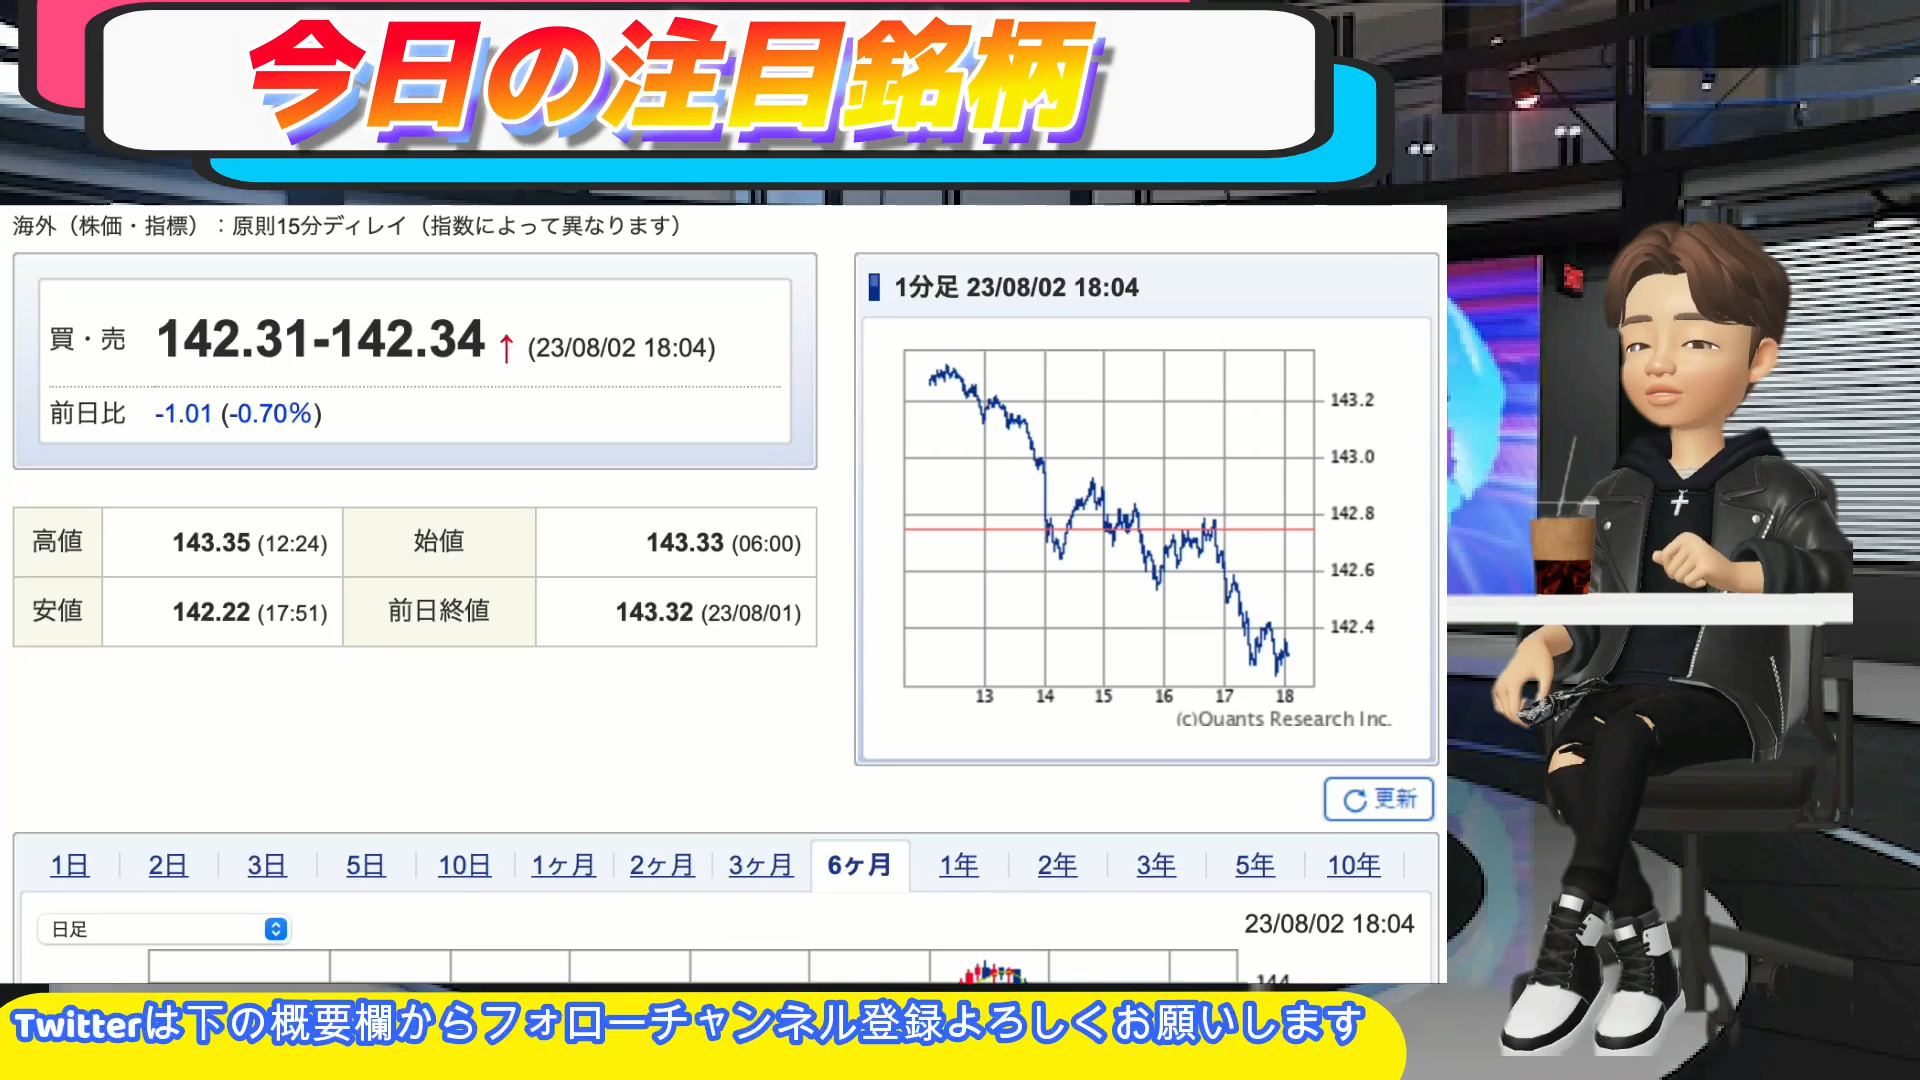 今日の注目銘柄
海外（株価・指標）：原則15分ディレイ（指数によって異なります）
買・売 142.31-142.34 ↑ (23/08/02 18:04)
前日比 -1.01 (-0.70%)
高値 143.35 (12:24) 始値 143.33 (06:00)
安値 142.22 (17:51) 前日終値 143.32 (23/08/01)
1分足 23/08/02 18:04
143.2
143.0
142.8
142.6
142.4
13 14 15 16 17 18
(c)Quants Research Inc.
更新
1日 2日 3日 5日 10日 1ヶ月 2ヶ月 3ヶ月 6ヶ月 1年 2年 3年 5年 10年
日足
23/08/02 18:04
144
Twitterは下の概要欄からフォローチャンネル登録よろしくお願いします